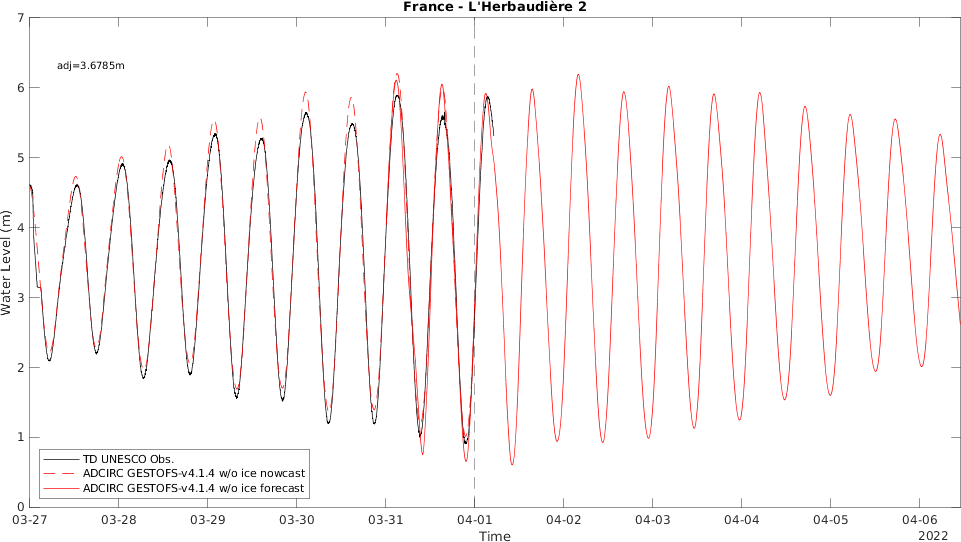 France - L'Herbaudière 2
7
adj=3.6785m
6
5
4
3
2
1
0
Water Level (m)
TD UNESCO Obs.
ADCIRC GESTOFS-v4.1.4 w/o ice nowcast
ADCIRC GESTOFS-v4.1.4 w/o ice forecast
03-27 03-28 03-29 03-30 03-31 04-01 04-02 04-03 04-04 04-05 04-06
Time
2022